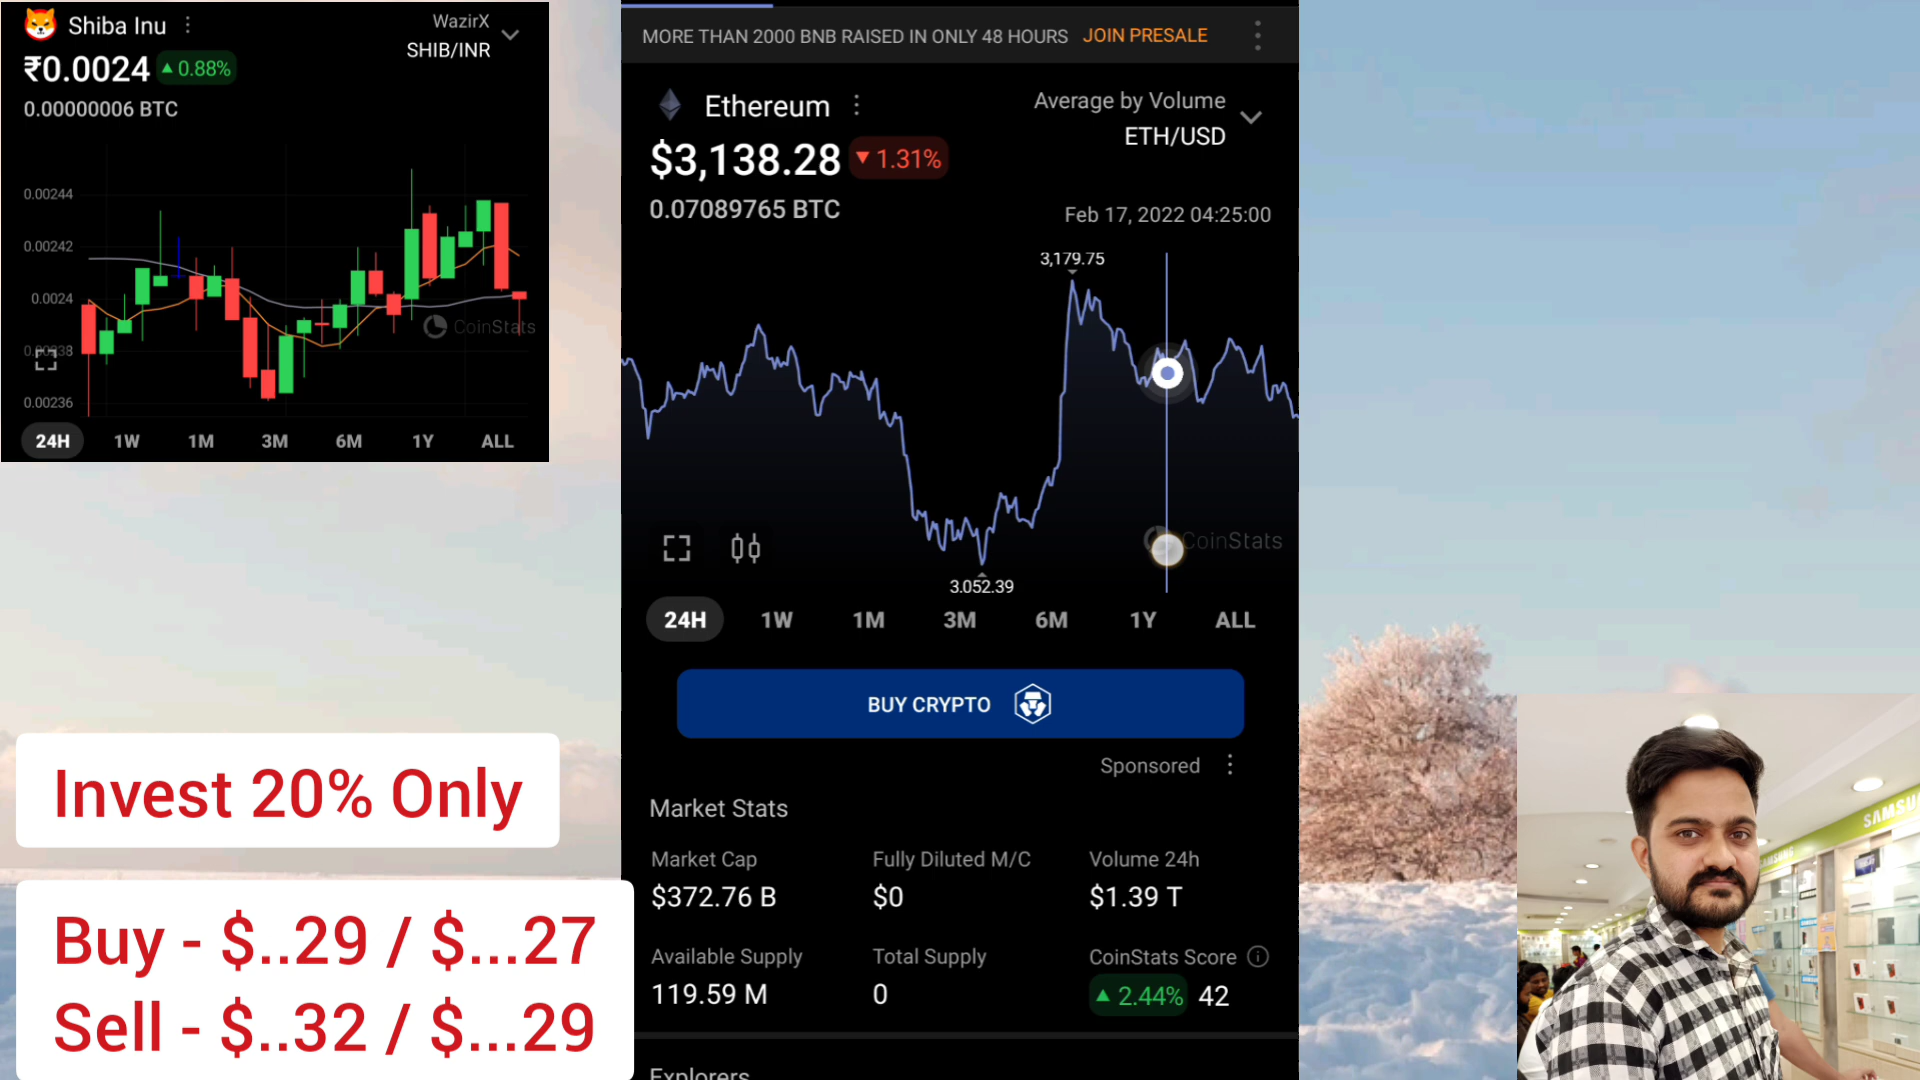 Shiba Inu
WazirX
SHIB/INR
₹0.0024
▲0.88%
0.00000006 BTC
0.00244
0.00242
0.0024
0.00238
0.00236
CoinStats
24H 1W 1M 3M 6M 1Y ALL
Invest 20% Only
Buy - $..29 / $...27
Sell - $..32 / $...29
MORE THAN 2000 BNB RAISED IN ONLY 48 HOURS JOIN PRESALE
Ethereum
Average by Volume
ETH/USD
$3,138.28
▼1.31%
0.07089765 BTC
Feb 17, 2022 04:25:00
3,179.75
CoinStats
3.052.39
24H 1W 1M 3M 6M 1Y ALL
BUY CRYPTO
Sponsored
Market Stats
Market Cap Fully Diluted M/C Volume 24h
$372.76 B $0 $1.39 T
Available Supply Total Supply CoinStats Score
119.59 M 0 ▲2.44% 42
Explorers
SAMSUNG
SAMSUNG